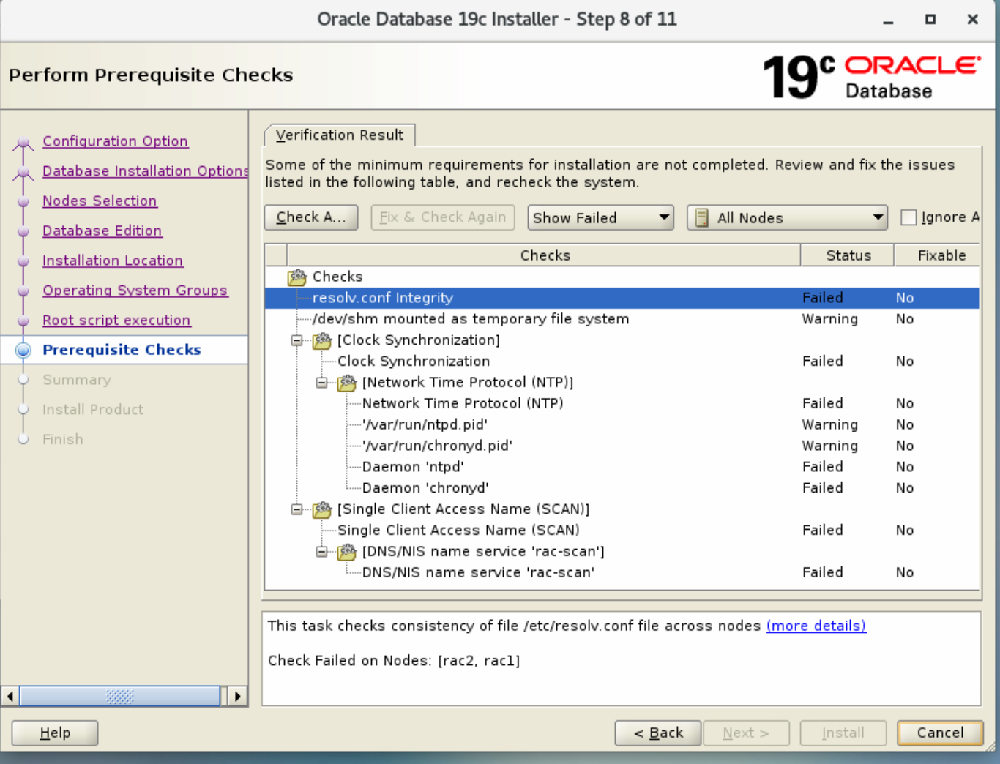 Oracle Database 19c Installer - Step 8 of 11
Perform Prerequisite Checks
19c ORACLE
Database
Configuration Option
Database Installation Options
Nodes Selection
Database Edition
Installation Location
Operating System Groups
Root script execution
Prerequisite Checks
Summary
Install Product
Finish
Verification Result
Some of the minimum requirements for installation are not completed. Review and fix the issues
listed in the following table, and recheck the system.
Check A... Fix & Check Again Show Failed All Nodes Ignore A
Checks Status Fixable
Checks
resolv.conf Integrity Failed No
/dev/shm mounted as temporary file system Warning No
[Clock Synchronization]
Clock Synchronization Failed No
[Network Time Protocol (NTP)]
Network Time Protocol (NTP) Failed No
'/var/run/ntpd.pid' Warning No
'/var/run/chronyd.pid' Warning No
Daemon 'ntpd' Failed No
Daemon 'chronyd' Failed No
[Single Client Access Name (SCAN)]
Single Client Access Name (SCAN) Failed No
[DNS/NIS name service 'rac-scan']
DNS/NIS name service 'rac-scan' Failed No
This task checks consistency of file /etc/resolv.conf file across nodes (more details)
Check Failed on Nodes: [rac2, rac1]
Help < Back Next > Install Cancel